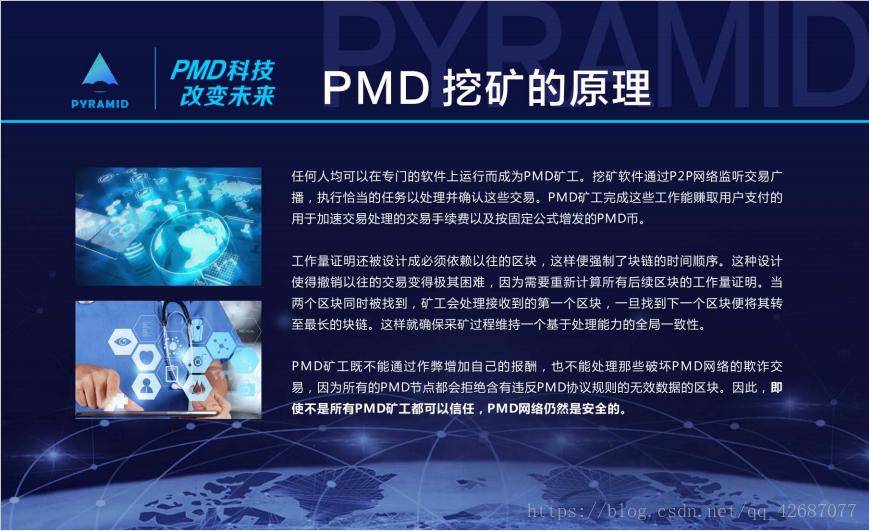 PYRAMID
PYRAMID
PMD科技
改变未来
PMD 挖矿的原理
任何人均可以在专门的软件上运行而成为PMD矿工。挖矿软件通过P2P网络监听交易广
播，执行恰当的任务以处理并确认这些交易。PMD矿工完成这些工作能赚取用户支付的
用于加速交易处理的交易手续费以及按固定公式增发的PMD币。
工作量证明还被设计成必须依赖以往的区块，这样便强制了块链的时间顺序。这种设计
使得撤销以往的交易变得极其困难，因为需要重新计算所有后续区块的工作量证明。当
两个区块同时被找到，矿工会处理接收到的第一个区块，一旦找到下一个区块便将其转
至最长的块链。这样就确保采矿过程维持一个基于处理能力的全局一致性。
PMD矿工既不能通过作弊增加自己的报酬，也不能处理那些破坏PMD网络的欺诈交
易，因为所有的PMD节点都会拒绝含有违反PMD协议规则的无效数据的区块。因此，即
使不是所有PMD矿工都可以信任，PMD网络仍然是安全的。
https://blog.csdn.net/qq_42687077